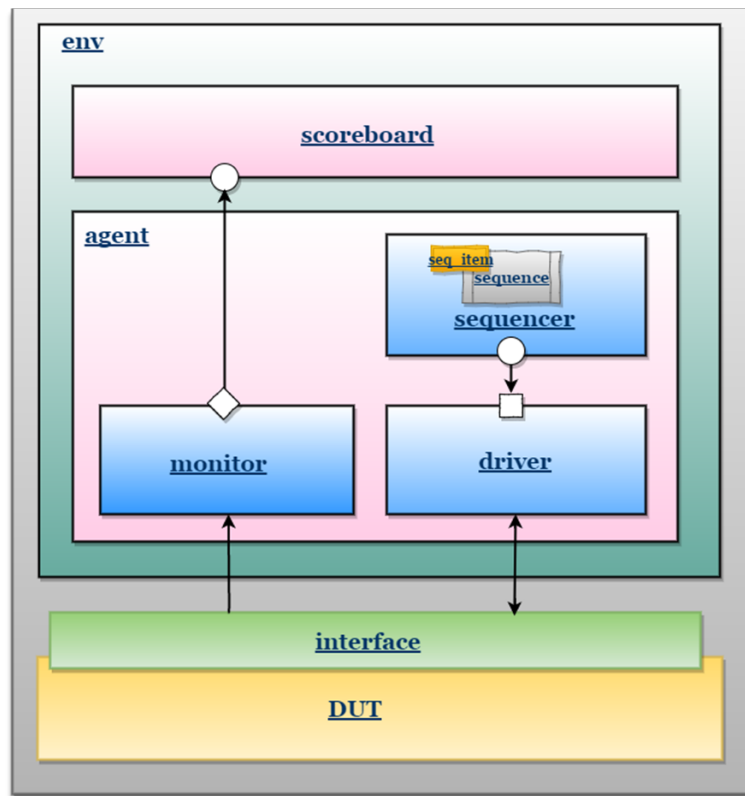 env
scoreboard
agent
seq_item
sequence
sequencer
monitor
driver
interface
DUT